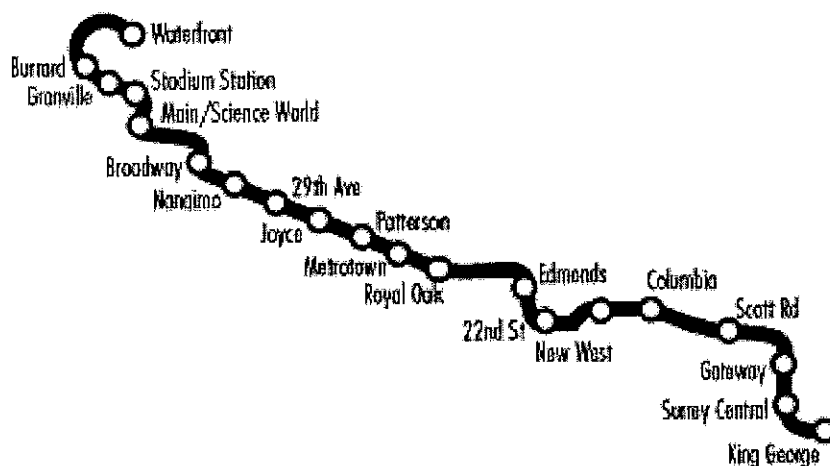 Waterfront
Burrard
Granville
Stadium Station
Main/Science World
Broadway
Nanaimo
29th Ave
Joyce
Patterson
Metrotown
Royal Oak
Edmonds
22nd St
New West
Columbia
Scott Rd
Gateway
Surrey Central
King George